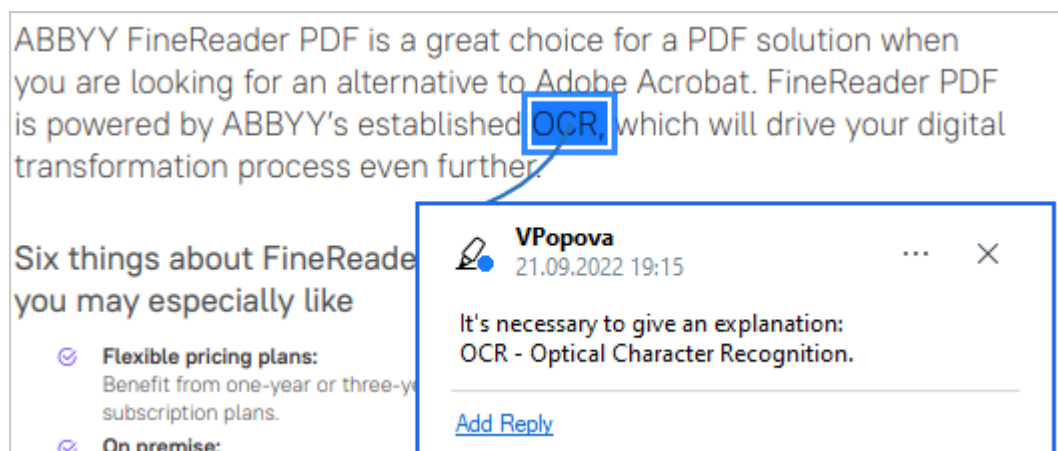 ABBYY FineReader PDF is a great choice for a PDF solution when
you are looking for an alternative to Adobe Acrobat. FineReader PDF
is powered by ABBYY’s established OCR, which will drive your digital
transformation process even further.
Six things about FineReade
you may especially like
Flexible pricing plans:
Benefit from one-year or three-ye
subscription plans.
On premise:
VPopova
21.09.2022 19:15
It's necessary to give an explanation:
OCR - Optical Character Recognition.
Add Reply